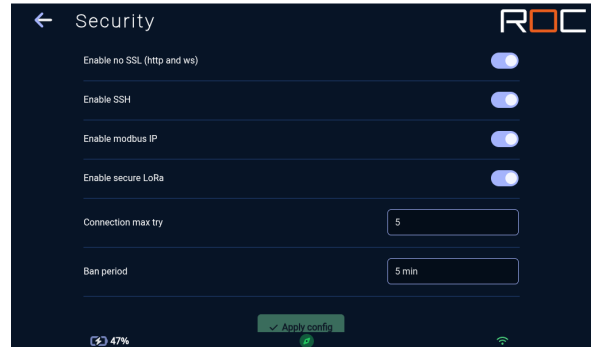 Security
ROC
Enable no SSL (http and ws)
Enable SSH
Enable modbus IP
Enable secure LoRa
Connection max try
5
Ban period
5 min
Apply config
47%